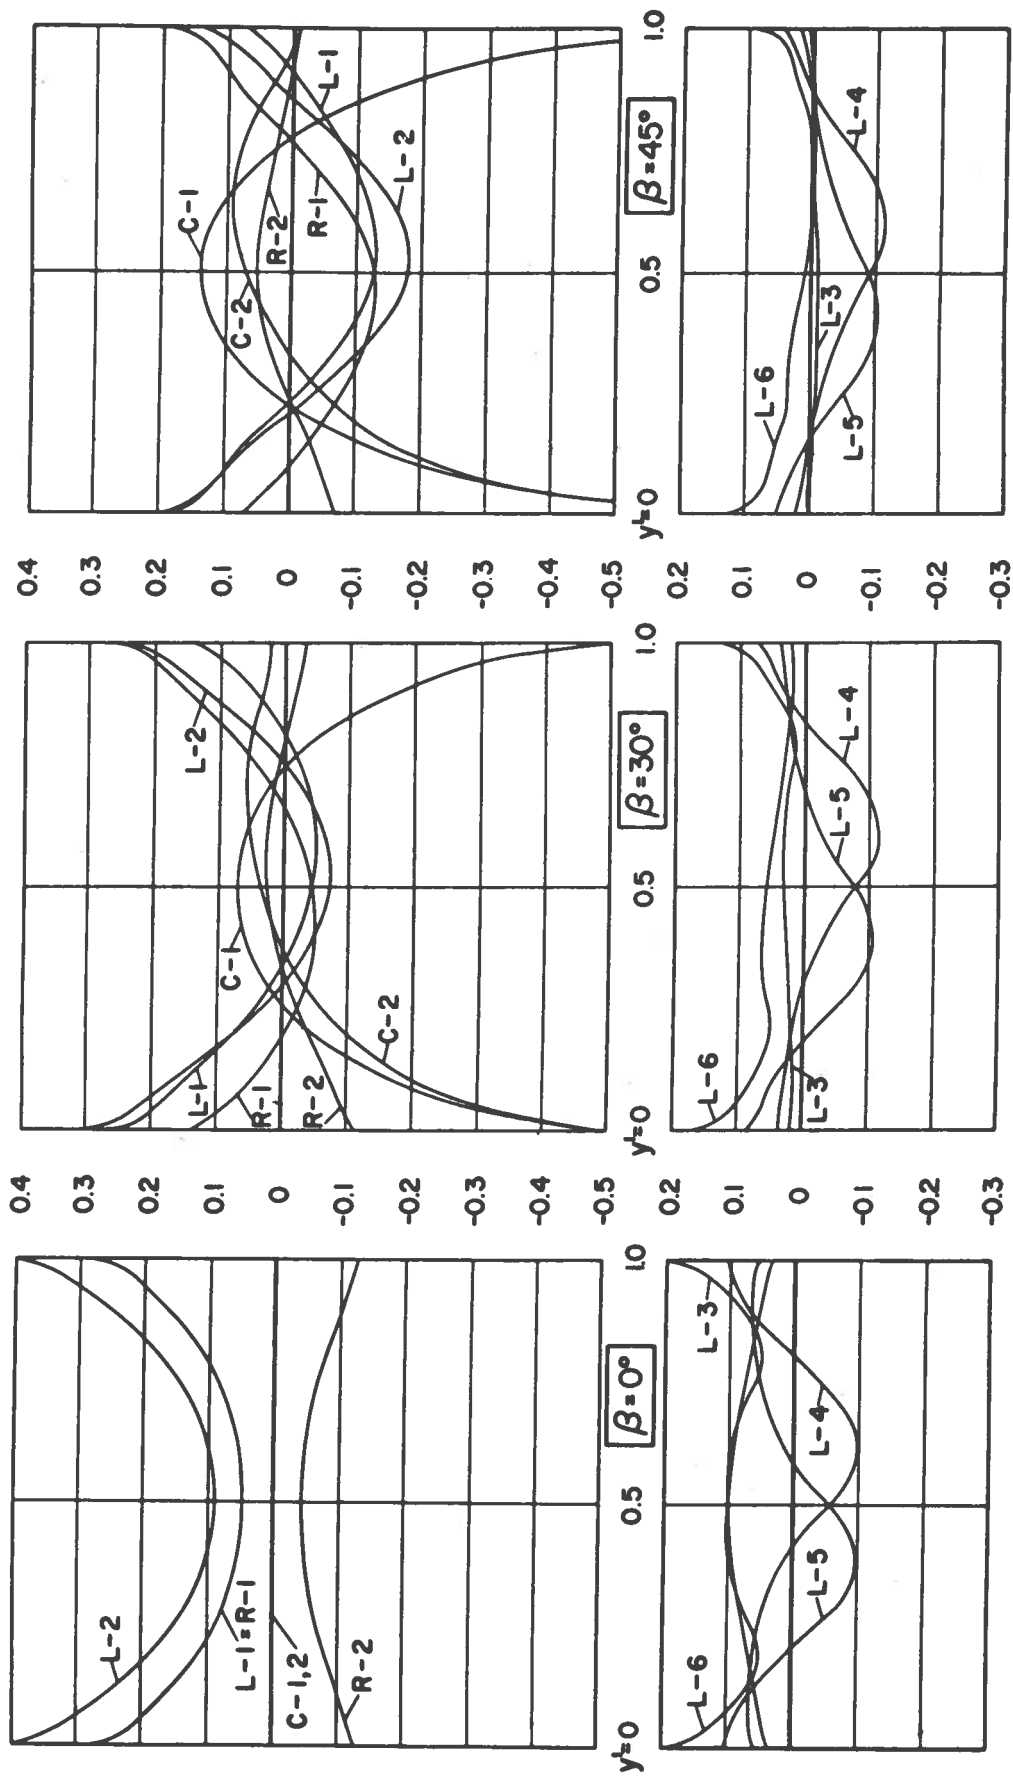 0.4 0.4
0.3 0.3
L-2 0.2 L-2 0.2 C-1
0.1 C-1 0.1 C-2 R-2
L-1=R-1 0 L-1 R-1 0 R-1 L-1
C-1,2 -0.1 R-2 -0.1
R-2 -0.2 C-2 -0.2 L-2
-0.3 -0.3
-0.4 -0.4
-0.5 -0.5
y'=0 0.5 1.0 y'=0 0.5 1.0 y'=0 0.5 1.0
β=0° β=30° β=45°
0.2 0.2
L-6 L-3 0.1 L-6 0.1 L-6
0 L-3 0 L-3
L-5 L-4 -0.1 L-5 L-4 -0.1 L-5 L-4
-0.2 -0.2
-0.3 -0.3